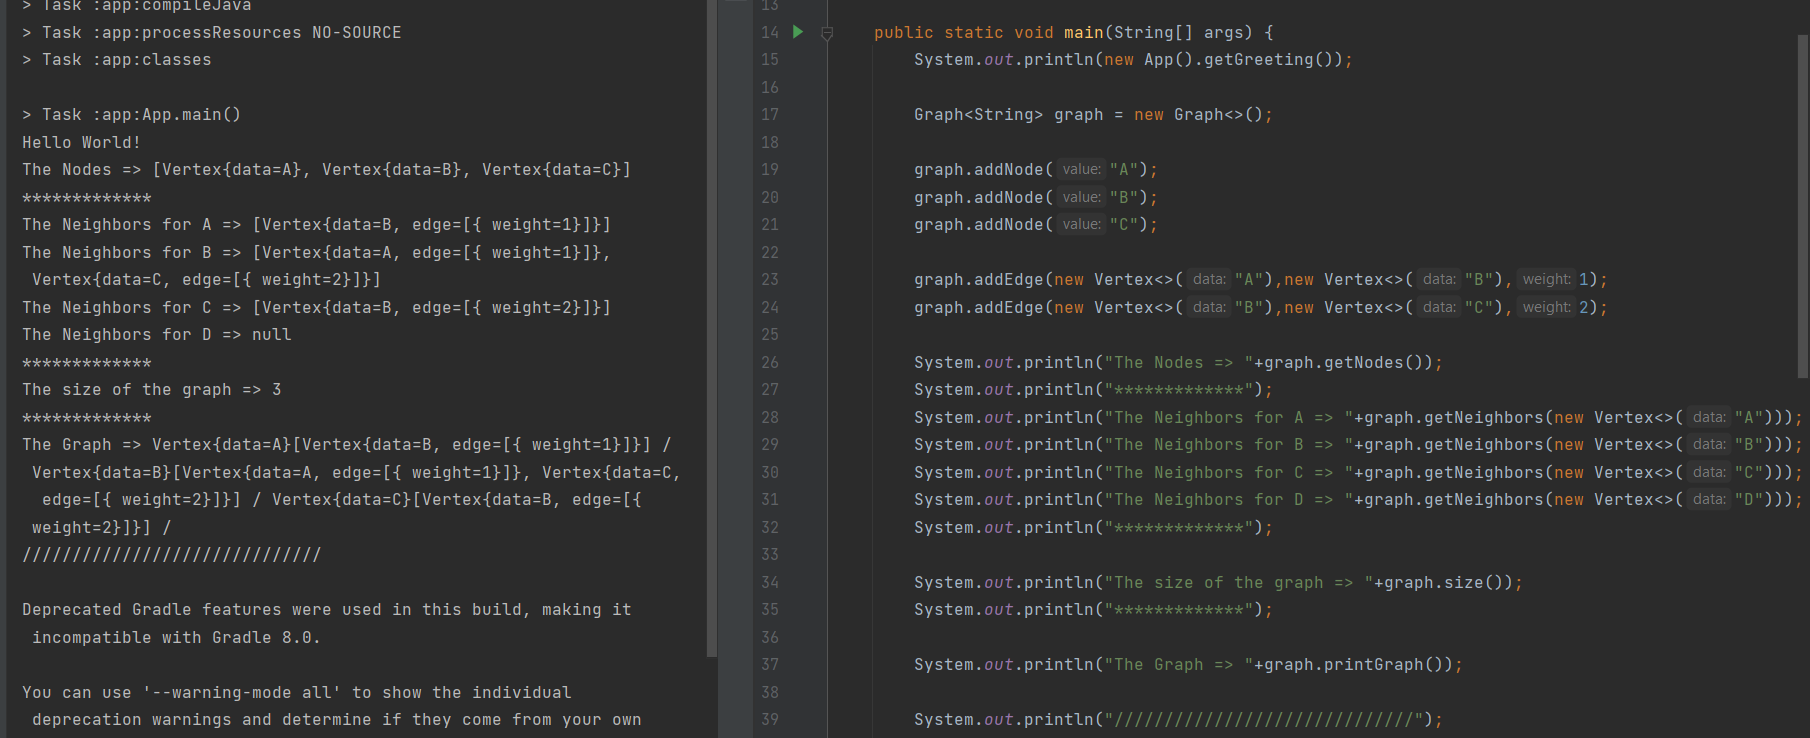 > Task :app:compileJava
> Task :app:processResources NO-SOURCE
> Task :app:classes
> Task :app:App.main()
Hello World!
The Nodes => [Vertex{data=A}, Vertex{data=B}, Vertex{data=C}]
*************
The Neighbors for A => [Vertex{data=B, edge=[{ weight=1}]}]
The Neighbors for B => [Vertex{data=A, edge=[{ weight=1}]},
Vertex{data=C, edge=[{ weight=2}]}]
The Neighbors for C => [Vertex{data=B, edge=[{ weight=2}]}]
The Neighbors for D => null
*************
The size of the graph => 3
*************
The Graph => Vertex{data=A}[Vertex{data=B, edge=[{ weight=1}]}] /
Vertex{data=B}[Vertex{data=A, edge=[{ weight=1}]}, Vertex{data=C,
edge=[{ weight=2}]}] / Vertex{data=C}[Vertex{data=B, edge=[{
weight=2}]}] /
//////////////////////////////
Deprecated Gradle features were used in this build, making it
incompatible with Gradle 8.0.
You can use '--warning-mode all' to show the individual
deprecation warnings and determine if they come from your own
13
14 public static void main(String[] args) {
15 System.out.println(new App().getGreeting());
16
17 Graph<String> graph = new Graph<>();
18
19 graph.addNode( value: "A");
20 graph.addNode( value: "B");
21 graph.addNode( value: "C");
22
23 graph.addEdge(new Vertex<>( data: "A"),new Vertex<>( data: "B"), weight: 1);
24 graph.addEdge(new Vertex<>( data: "B"),new Vertex<>( data: "C"), weight: 2);
25
26 System.out.println("The Nodes => "+graph.getNodes());
27 System.out.println("*************");
28 System.out.println("The Neighbors for A => "+graph.getNeighbors(new Vertex<>( data: "A")));
29 System.out.println("The Neighbors for B => "+graph.getNeighbors(new Vertex<>( data: "B")));
30 System.out.println("The Neighbors for C => "+graph.getNeighbors(new Vertex<>( data: "C")));
31 System.out.println("The Neighbors for D => "+graph.getNeighbors(new Vertex<>( data: "D")));
32 System.out.println("*************");
33
34 System.out.println("The size of the graph => "+graph.size());
35 System.out.println("*************");
36
37 System.out.println("The Graph => "+graph.printGraph());
38
39 System.out.println("//////////////////////////////");